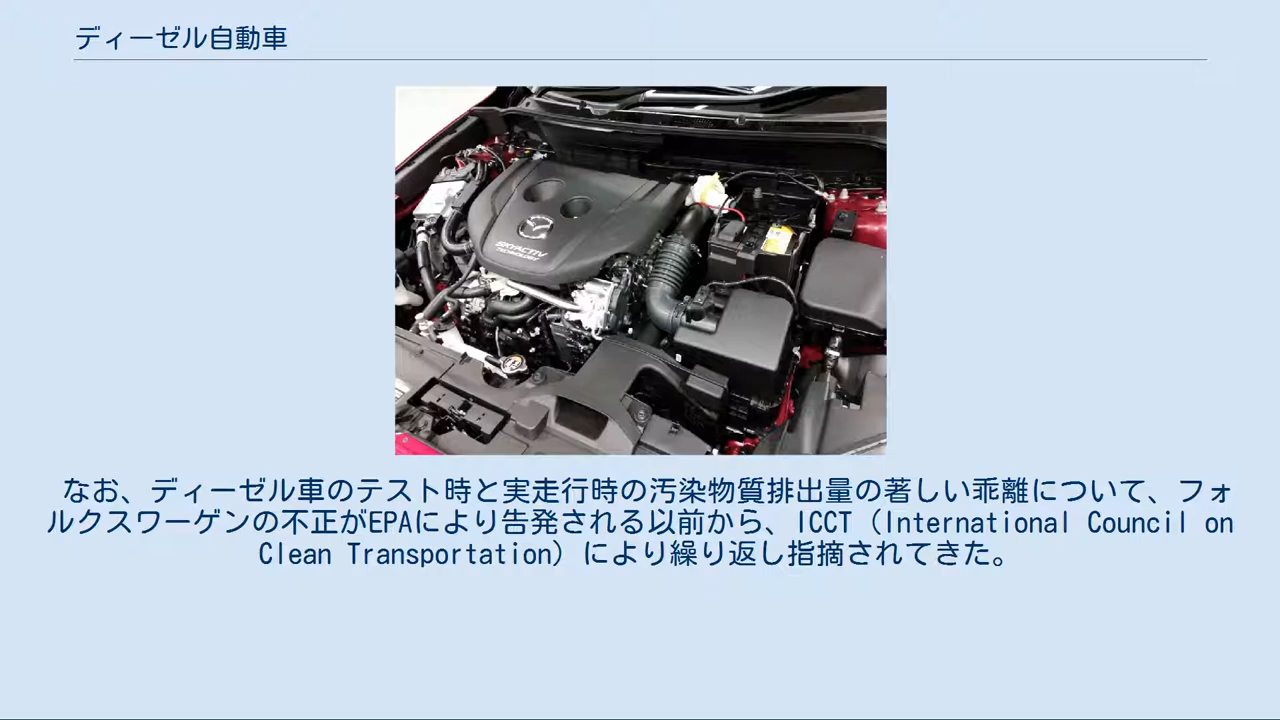 ディーゼル自動車
SKYACTIV
TECHNOLOGY
なお、ディーゼル車のテスト時と実走行時の汚染物質排出量の著しい乖離について、フォ
ルクスワーゲンの不正がEPAにより告発される以前から、ICCT（International Council on
Clean Transportation）により繰り返し指摘されてきた。